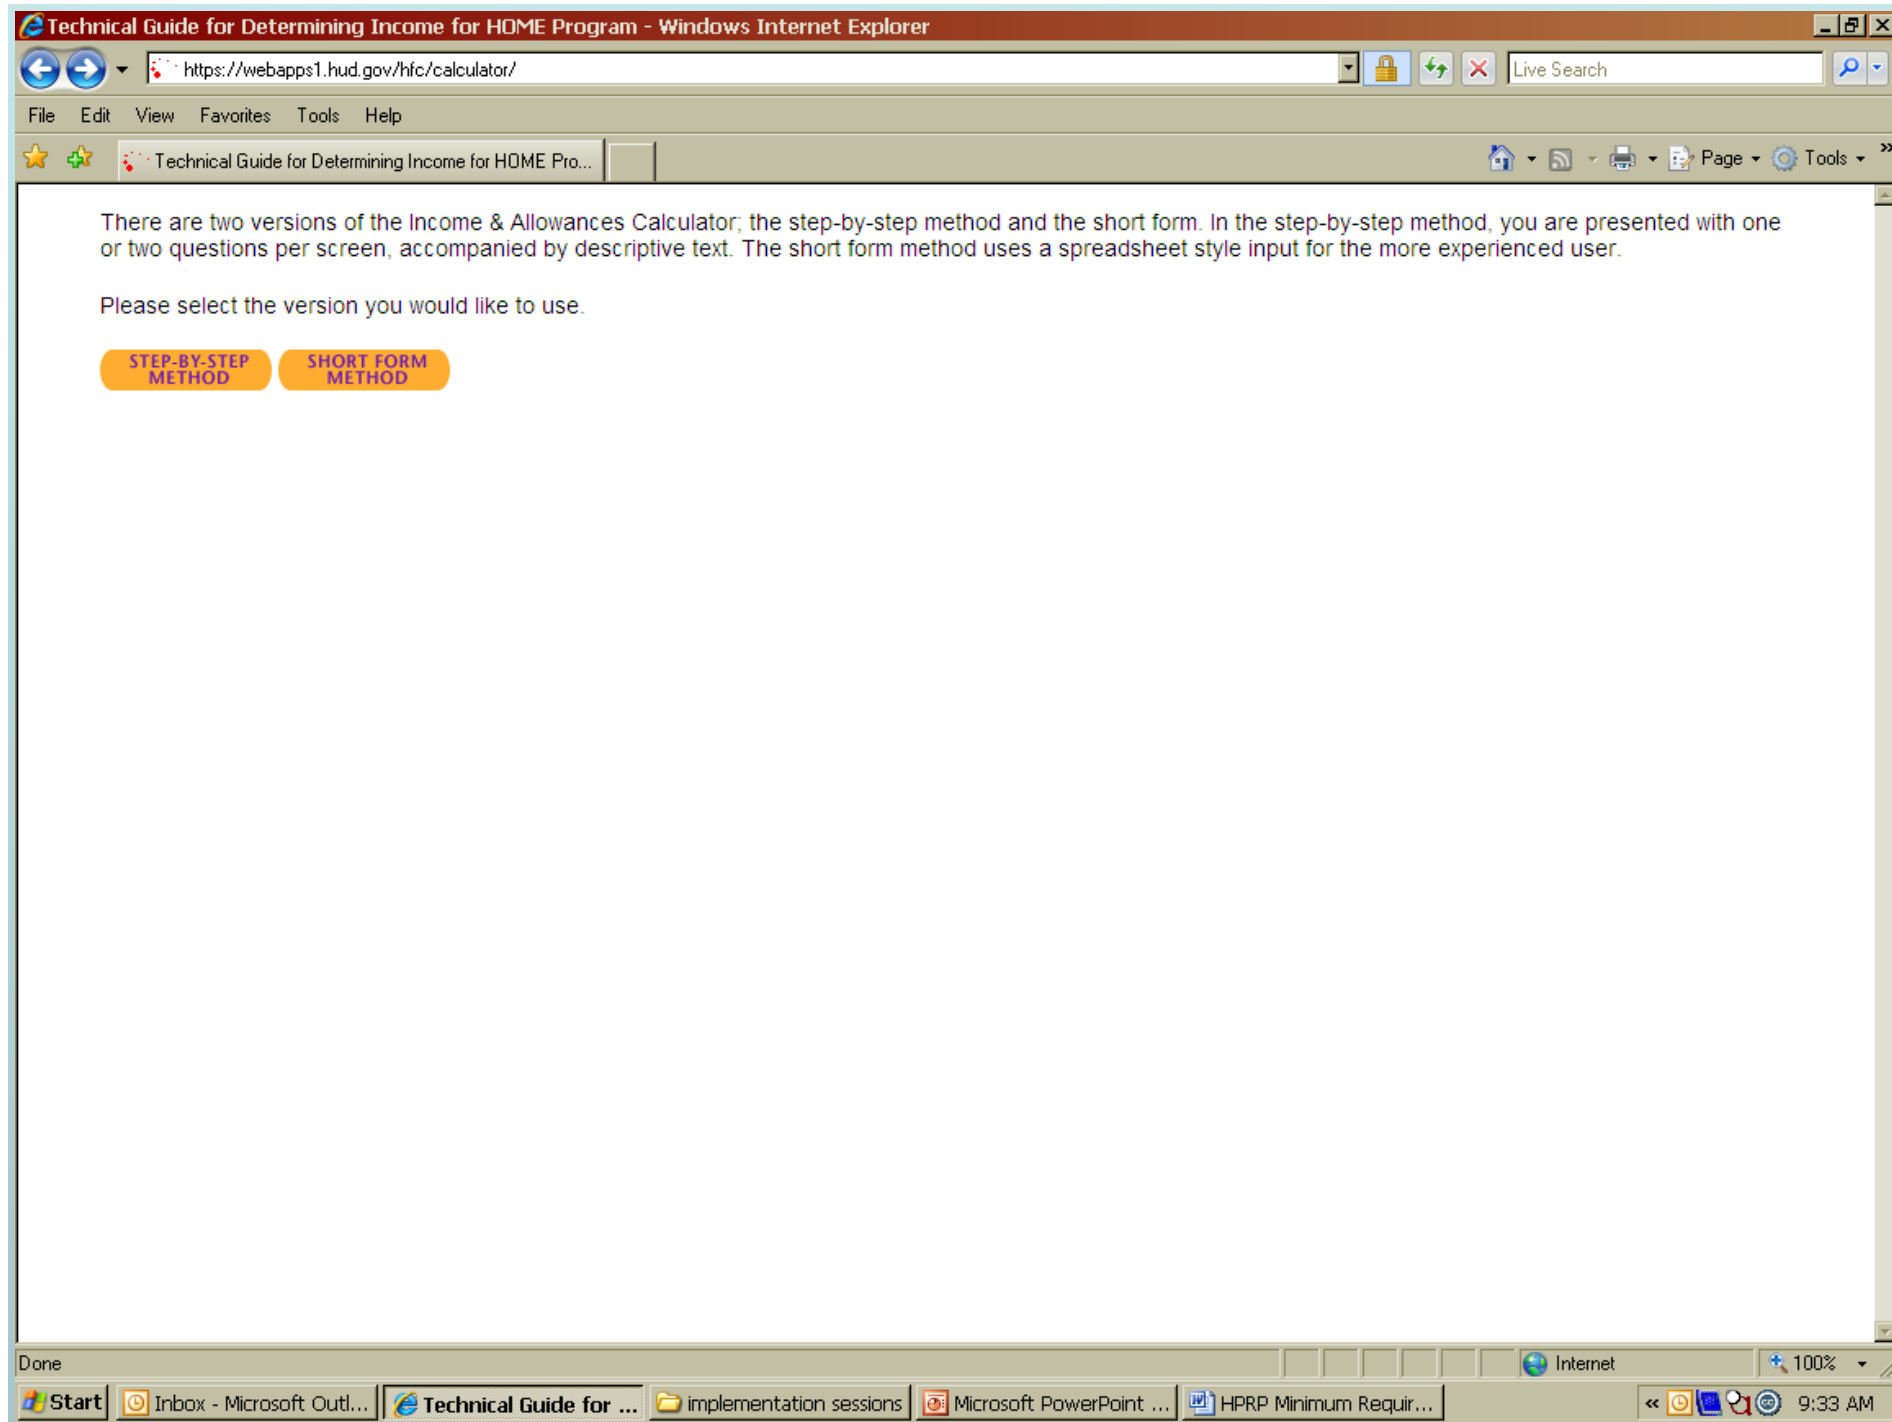 Technical Guide for Determining Income for HOME Program - Windows Internet Explorer
https://webapps1.hud.gov/hfc/calculator/
Live Search
File Edit View Favorites Tools Help
Technical Guide for Determining Income for HOME Pro...
Page Tools »
There are two versions of the Income & Allowances Calculator; the step-by-step method and the short form. In the step-by-step method, you are presented with one
or two questions per screen, accompanied by descriptive text. The short form method uses a spreadsheet style input for the more experienced user.
Please select the version you would like to use.
STEP-BY-STEP METHOD
SHORT FORM METHOD
Done
Internet
100%
Start Inbox - Microsoft Outl... Technical Guide for ... implementation sessions Microsoft PowerPoint ... HPRP Minimum Requir... « 9:33 AM